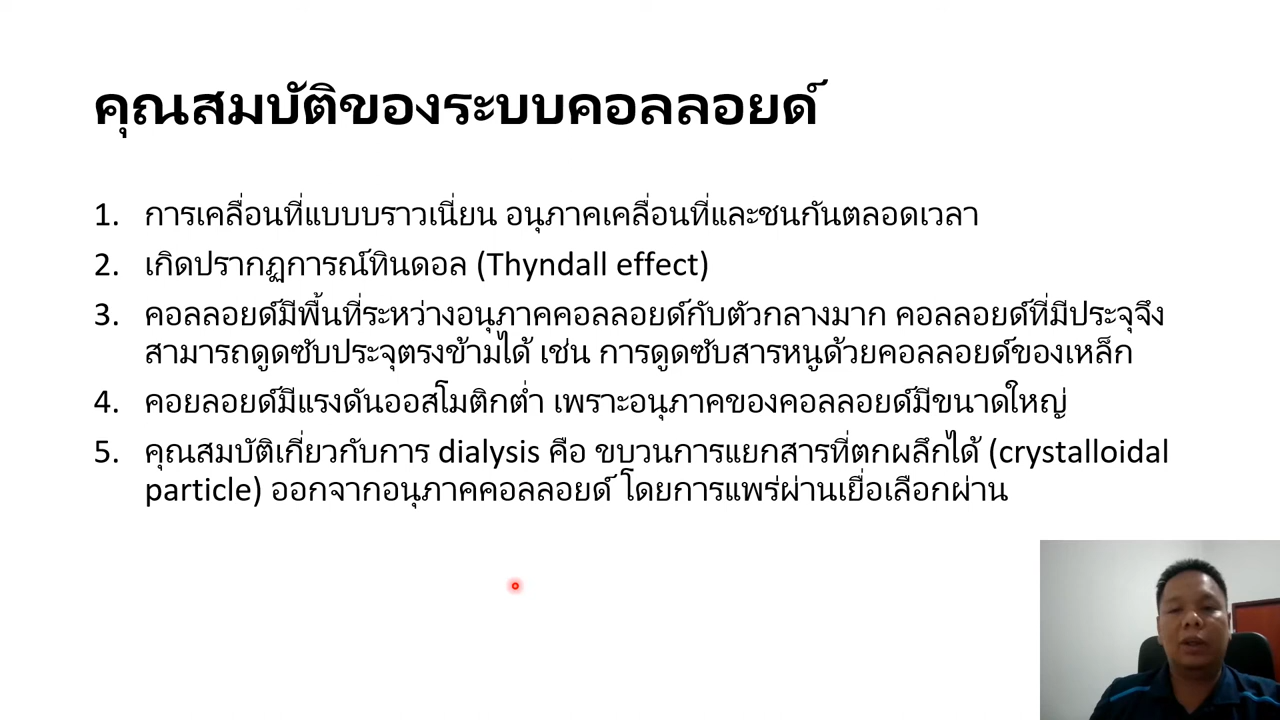 คุณสมบัติของระบบคอลลอยด์
1. การเคลื่อนที่แบบบราวเนี่ยน อนุภาคเคลื่อนที่และชนกันตลอดเวลา
2. เกิดปรากฏการณ์ทินดอล (Thyndall effect)
3. คอลลอยด์มีพื้นที่ระหว่างอนุภาคคอลลอยด์กับตัวกลางมาก คอลลอยด์ที่มีประจุจึง
สามารถดูดซับประจุตรงข้ามได้ เช่น การดูดซับสารหนูด้วยคอลลอยด์ของเหล็ก
4. คอยลอยด์มีแรงดันออสโมติกต่ำ เพราะอนุภาคของคอลลอยด์มีขนาดใหญ่
5. คุณสมบัติเกี่ยวกับการ dialysis คือ ขบวนการแยกสารที่ตกผลึกได้ (crystalloidal
particle) ออกจากอนุภาคคอลลอยด์ โดยการแพร่ผ่านเยื่อเลือกผ่าน